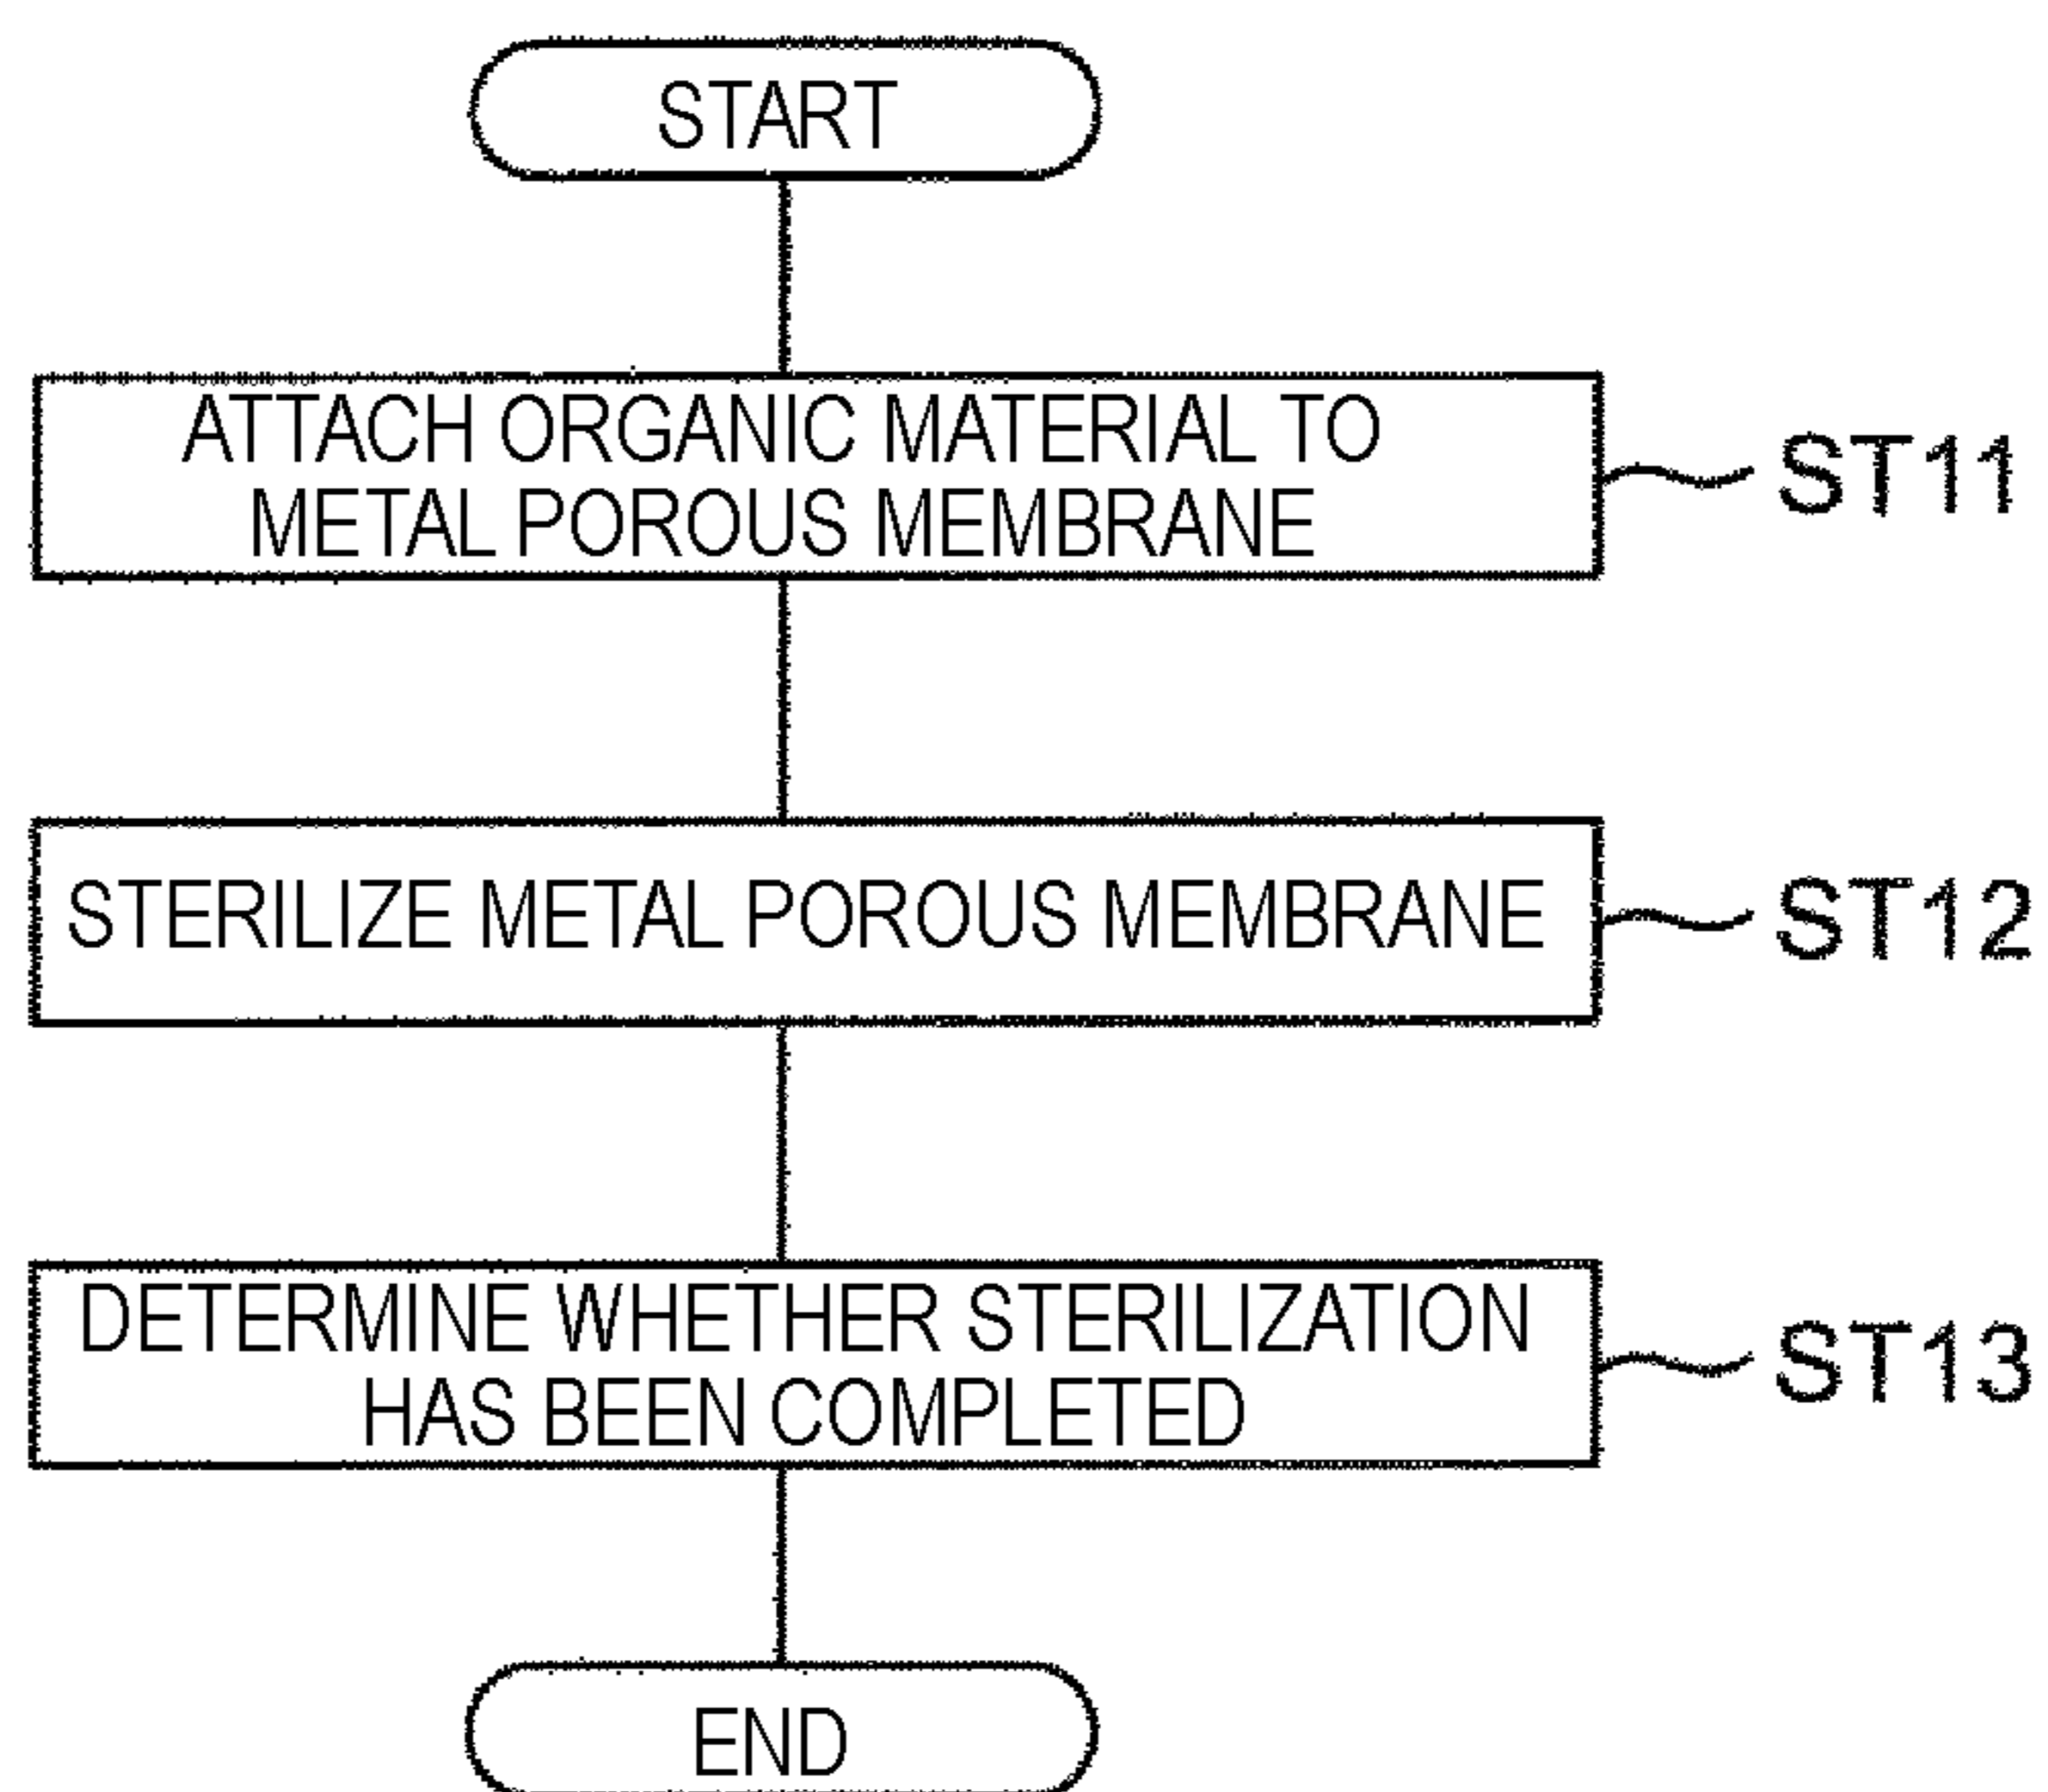 START
ATTACH ORGANIC MATERIAL TO
METAL POROUS MEMBRANE
ST11
STERILIZE METAL POROUS MEMBRANE
ST12
DETERMINE WHETHER STERILIZATION
HAS BEEN COMPLETED
ST13
END